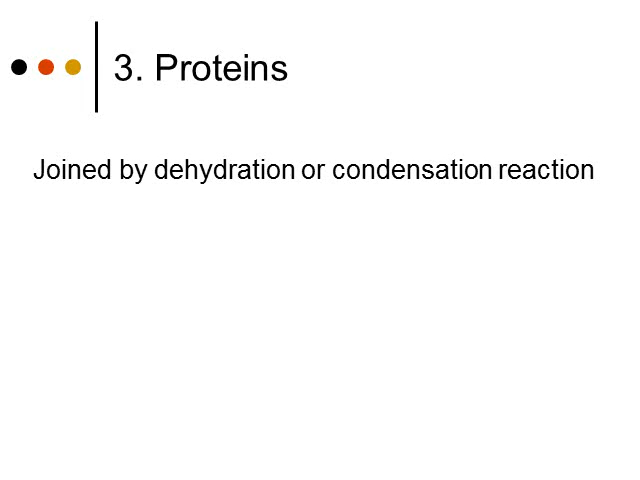 3. Proteins
Joined by dehydration or condensation reaction